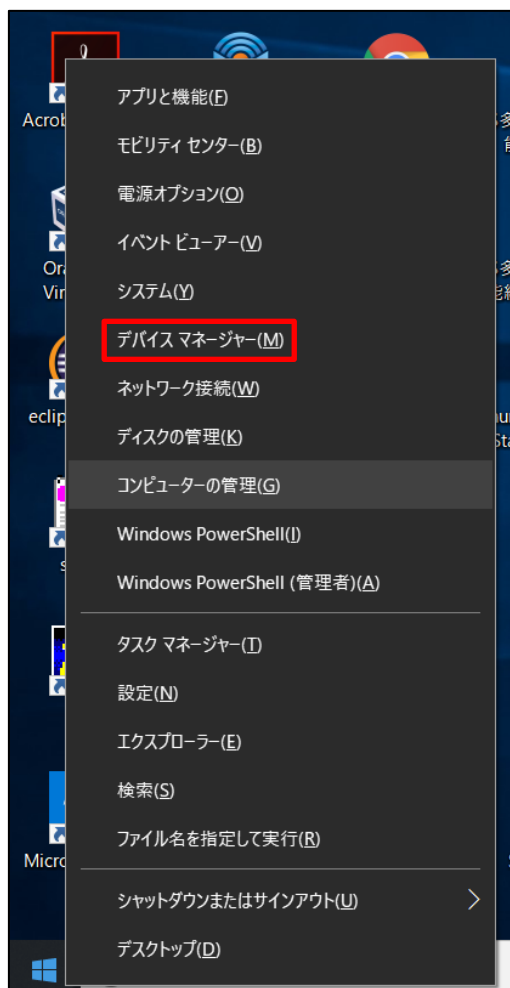 アプリと機能(F)
モビリティ センター(B)
電源オプション(O)
イベント ビューアー(V)
システム(Y)
デバイス マネージャー(M)
ネットワーク接続(W)
ディスクの管理(K)
コンピューターの管理(G)
Windows PowerShell(I)
Windows PowerShell (管理者)(A)
タスク マネージャー(T)
設定(N)
エクスプローラー(E)
検索(S)
ファイル名を指定して実行(R)
シャットダウンまたはサインアウト(U)
デスクトップ(D)